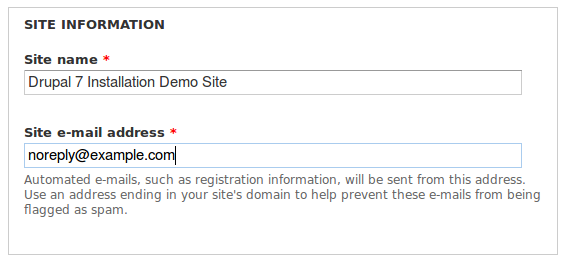 SITE INFORMATION
Site name *
Drupal 7 Installation Demo Site
Site e-mail address *
noreply@example.com
Automated e-mails, such as registration information, will be sent from this address.
Use an address ending in your site's domain to help prevent these e-mails from being
flagged as spam.